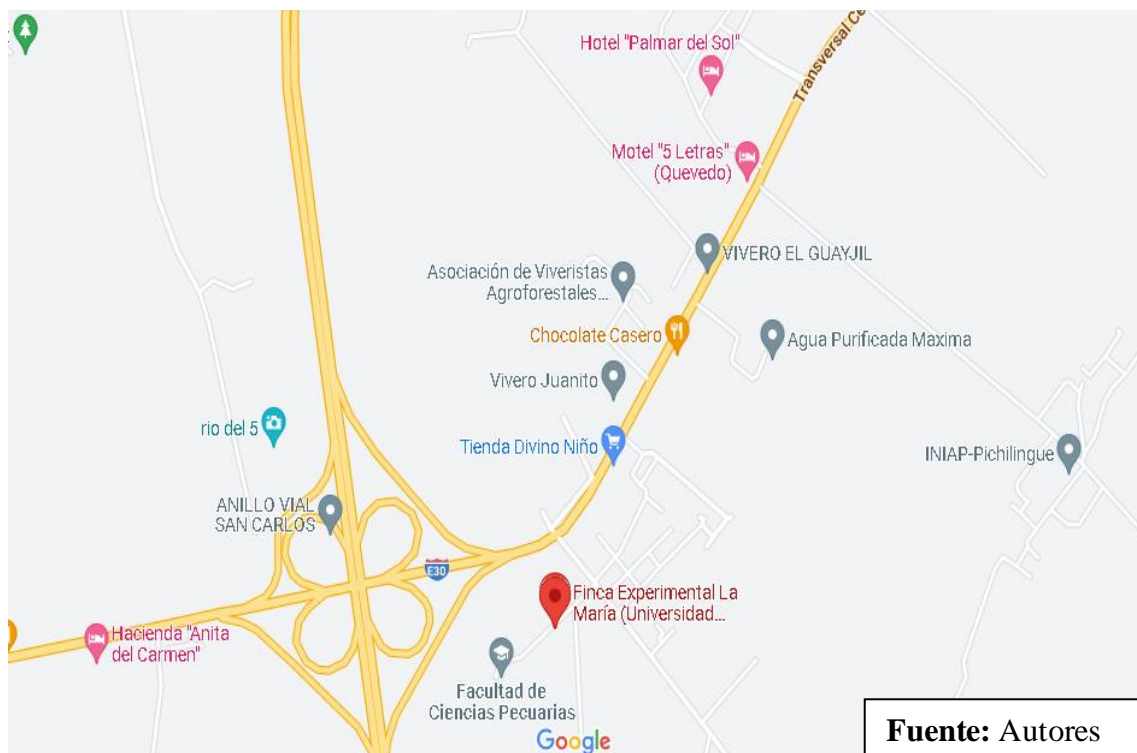 Hotel "Palmar del Sol"
Transversal Ce
Motel "5 Letras"
(Quevedo)
VIVERO EL GUAYJIL
Asociación de Viveristas
Agroforestales...
Chocolate Casero
Agua Purificada Maxima
Vivero Juanito
rio del 5
Tienda Divino Niño
INIAP-Pichilingue
ANILLO VIAL
SAN CARLOS
E30
Finca Experimental La
María (Universidad...
Hacienda "Anita
del Carmen"
Facultad de
Ciencias Pecuarias
Google
Fuente: Autores